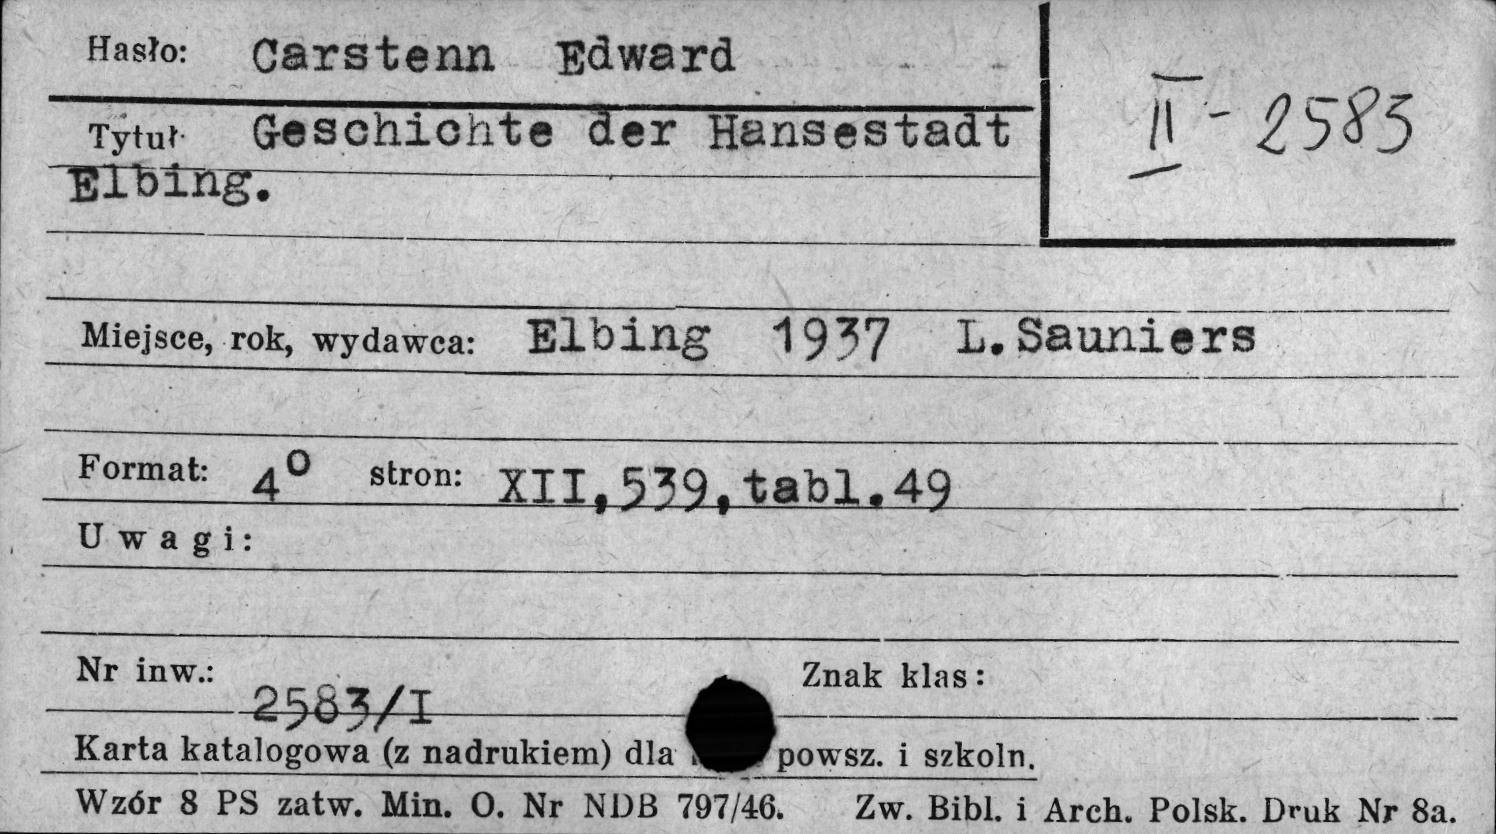 Hasło: Carstenn Edward
II - 2583
Tytuł Geschichte der Hansestadt
Elbing.
Miejsce, rok, wydawca: Elbing 1937 L.Sauniers
Format: 4° stron: XII,539,tabl.49
Uwagi:
Nr inw.: 2583/I Znak klas:
Karta katalogowa (z nadrukiem) dla powsz. i szkoln.
Wzór 8 PS zatw. Min. O. Nr NDB 797/46. Zw. Bibl. i Arch. Polsk. Druk Nr 8a.